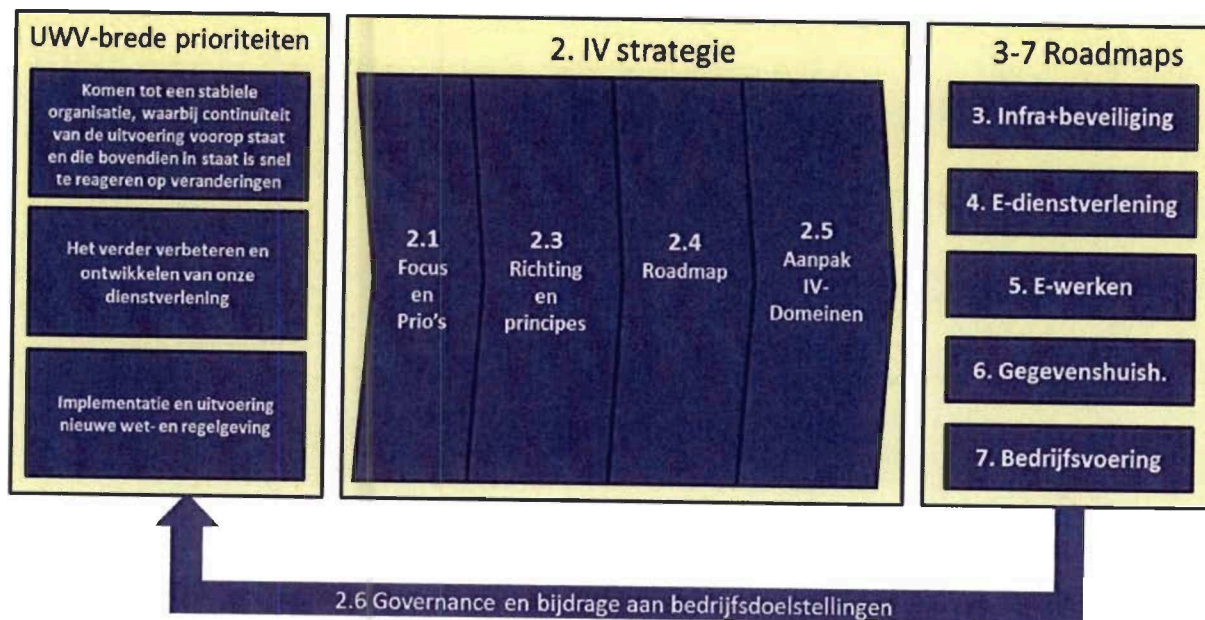 UWV-brede prioriteiten
Komen tot een stabiele
organisatie, waarbij continuïteit
van de uitvoering voorop staat
en die bovendien in staat is snel
te reageren op veranderingen
Het verder verbeteren en
ontwikkelen van onze
dienstverlening
Implementatie en uitvoering
nieuwe wet- en regelgeving
2. IV strategie
2.1
Focus
en
Prio's
2.3
Richting
en
principes
2.4
Roadmap
2.5
Aanpak
IV-
Domeinen
3-7 Roadmaps
3. Infra+beveiliging
4. E-dienstverlening
5. E-werken
6. Gegevenshuish.
7. Bedrijfsvoering
2.6 Governance en bijdrage aan bedrijfsdoelstellingen